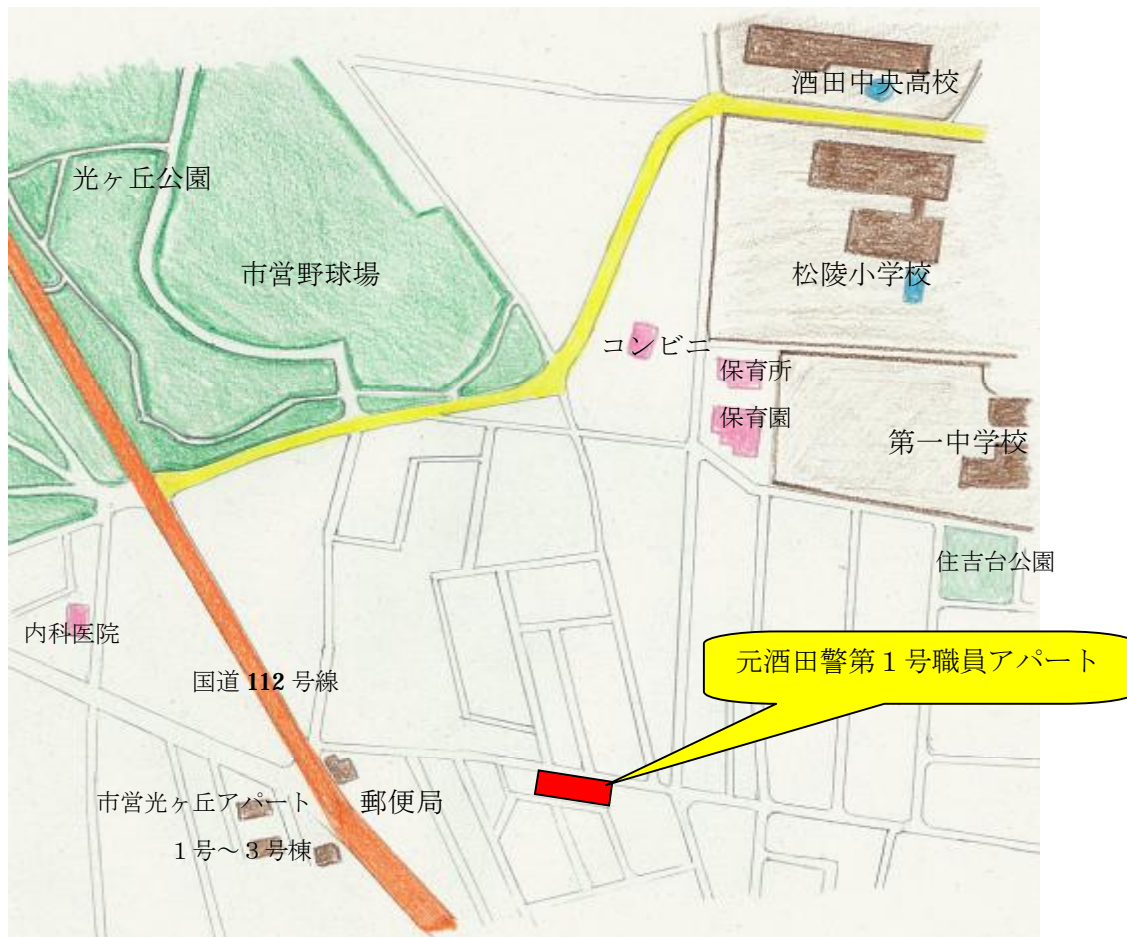 酒田中央高校
光ヶ丘公園
市営野球場
松陵小学校
コンビニ
保育所
保育園
第一中学校
住吉台公園
内科医院
元酒田警第１号職員アパート
国道 112 号線
市営光ヶ丘アパート
１号～３号棟
郵便局